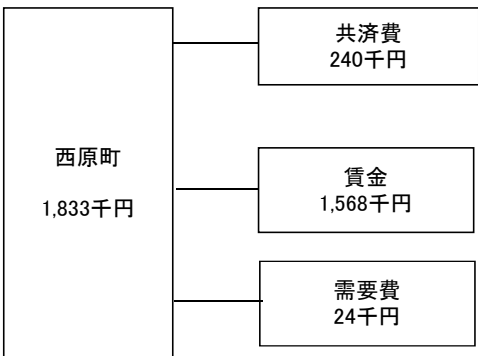 西原町
1,833千円
共済費
240千円
賃金
1,568千円
需要費
24千円